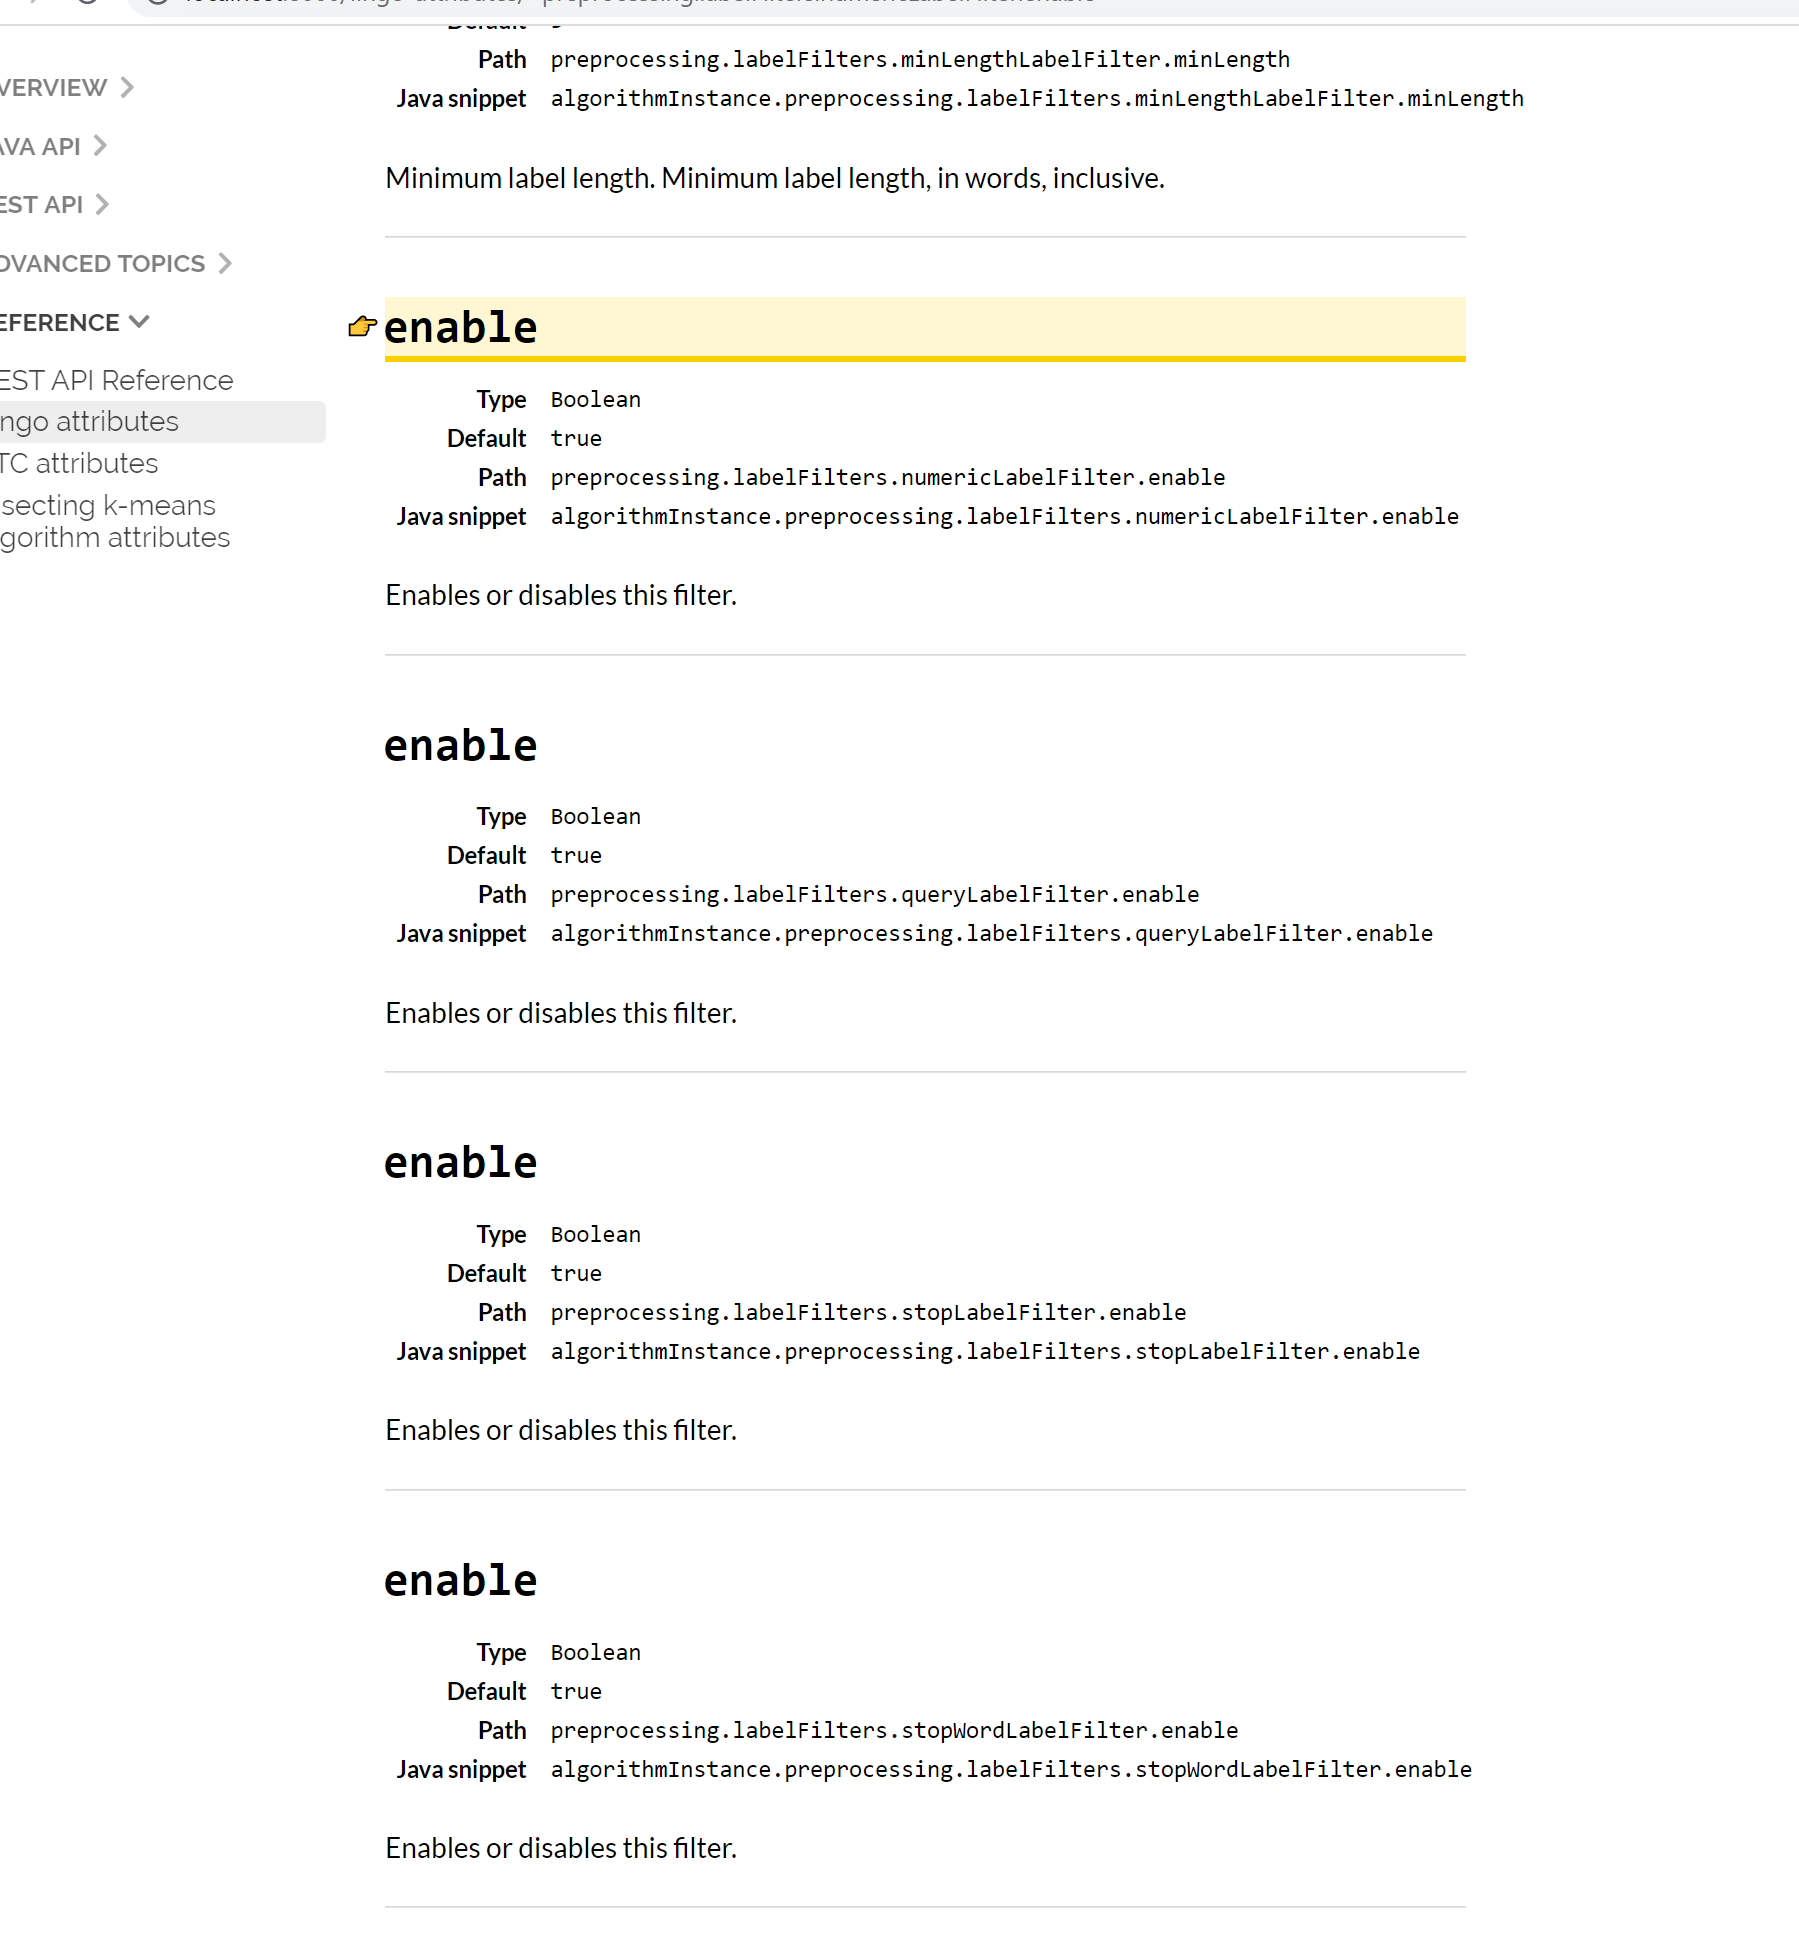 VERVIEW
AVA API
EST API
DVANCED TOPICS
EFERENCE
EST API Reference
ngo attributes
TC attributes
secting k-means
gorithm attributes
Default
Path preprocessing.labelFilters.minLengthLabelFilter.minLength
Java snippet algorithmInstance.preprocessing.labelFilters.minLengthLabelFilter.minLength
Minimum label length. Minimum label length, in words, inclusive.
enable
Type Boolean
Default true
Path preprocessing.labelFilters.numericLabelFilter.enable
Java snippet algorithmInstance.preprocessing.labelFilters.numericLabelFilter.enable
Enables or disables this filter.
enable
Type Boolean
Default true
Path preprocessing.labelFilters.queryLabelFilter.enable
Java snippet algorithmInstance.preprocessing.labelFilters.queryLabelFilter.enable
Enables or disables this filter.
enable
Type Boolean
Default true
Path preprocessing.labelFilters.stopLabelFilter.enable
Java snippet algorithmInstance.preprocessing.labelFilters.stopLabelFilter.enable
Enables or disables this filter.
enable
Type Boolean
Default true
Path preprocessing.labelFilters.stopWordLabelFilter.enable
Java snippet algorithmInstance.preprocessing.labelFilters.stopWordLabelFilter.enable
Enables or disables this filter.